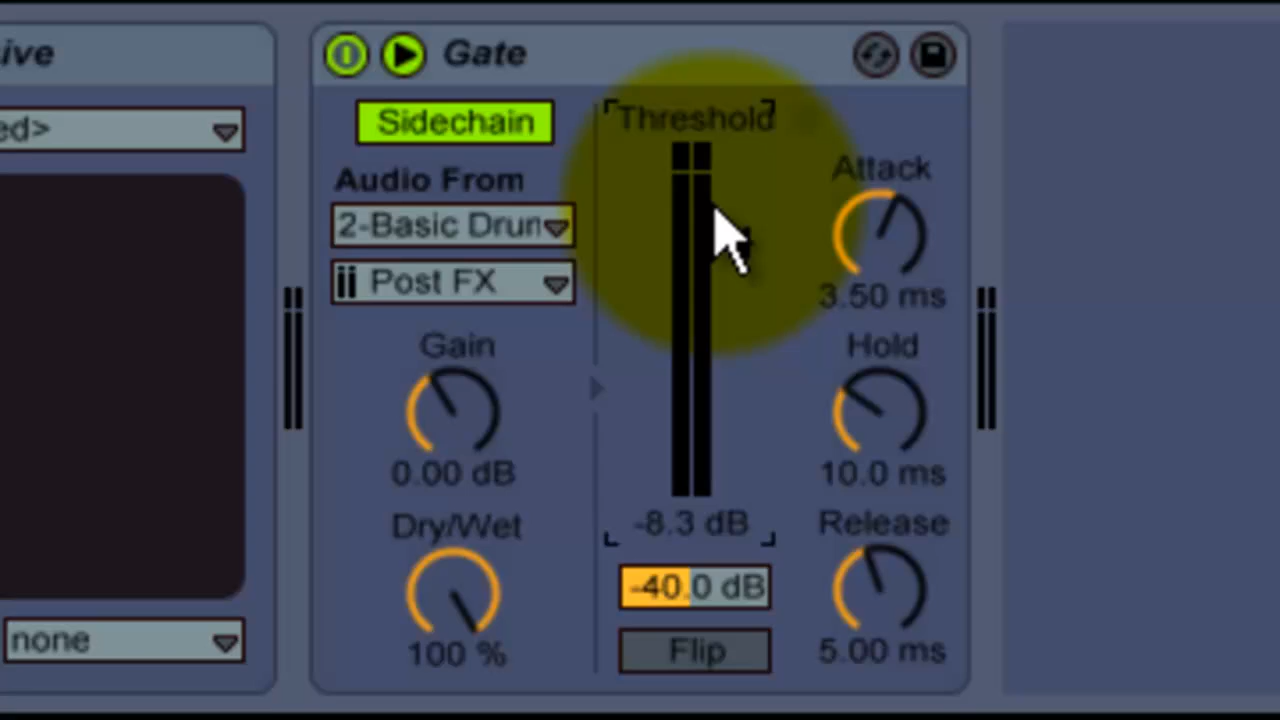 ive
ed>
none
Gate
Sidechain
Audio From
2-Basic Drun
Post FX
Gain
0.00 dB
Dry/Wet
100 %
Threshold
-8.3 dB
-40.0 dB
Flip
Attack
3.50 ms
Hold
10.0 ms
Release
5.00 ms